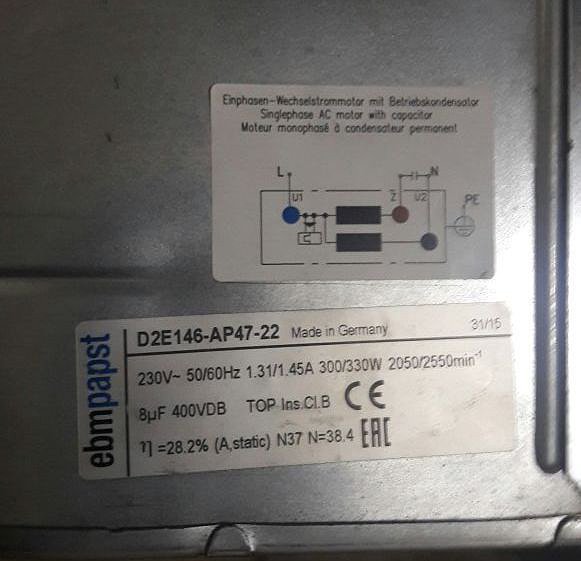 Einphasen-Wechselstrommotor mit Betriebskondensator
Singlephase AC motor with capacitor
Moteur monophasé à condensateur permanent
L
N
U1
Z
U2
PE
ebmpapst
D2E146-AP47-22 Made in Germany 31/15
230V~ 50/60Hz 1.31/1.45A 300/330W 2050/2550min⁻¹
8µF 400VDB TOP Ins.Cl.B CE
η =28.2% (A,static) N37 N=38.4 EAC